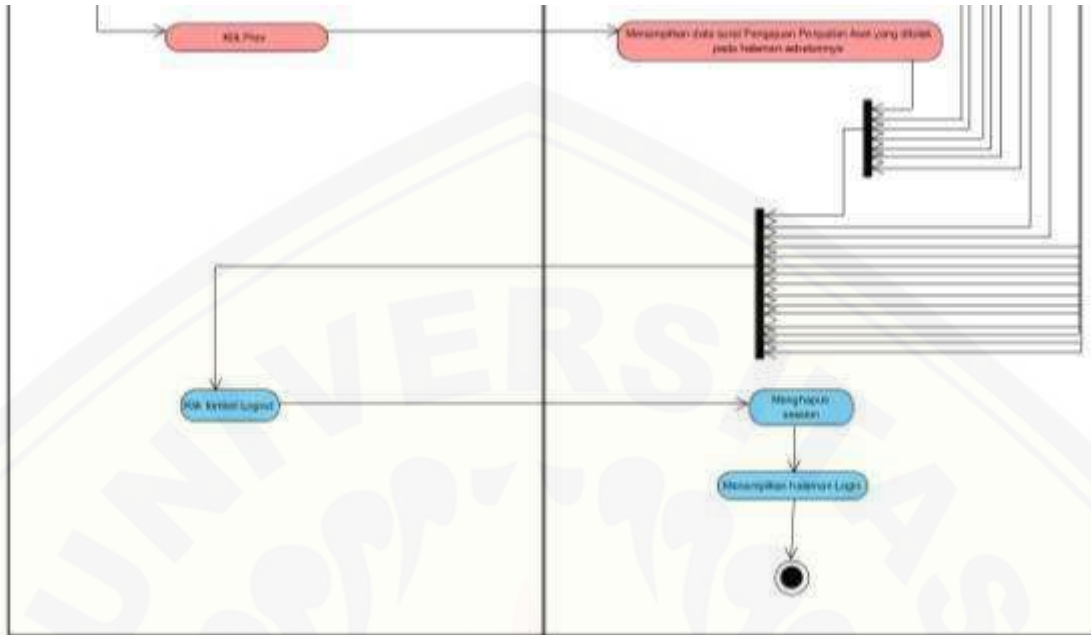 Klik Prev
Menampilkan data surat Pengajuan Penjualan Aset yang ditolak
pada halaman sebelumnya
Klik tombol Logout
Menghapus
session
Menampilkan halaman Login
UNIVERSITAS